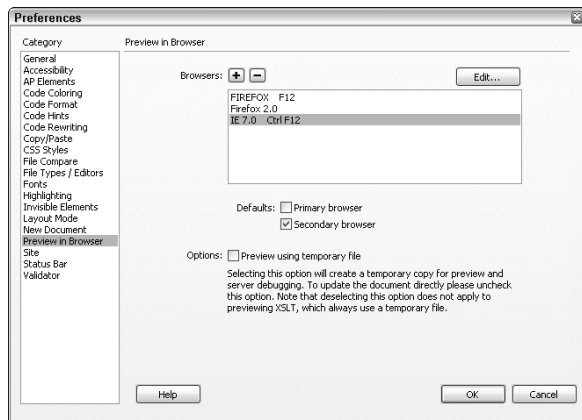 Preferences
Category
Preview in Browser
General
Accessibility
AP Elements
Code Coloring
Code Format
Code Hints
Code Rewriting
Copy/Paste
CSS Styles
File Compare
File Types / Editors
Fonts
Highlighting
Invisible Elements
Layout Mode
New Document
Preview in Browser
Site
Status Bar
Validator
Browsers:
Edit...
FIREFOX F12
Firefox 2.0
IE 7.0 Ctrl F12
Defaults: Primary browser
Secondary browser
Options: Preview using temporary file
Selecting this option will create a temporary copy for preview and
server debugging. To update the document directly please uncheck
this option. Note that deselecting this option does not apply to
previewing XSLT, which always use a temporary file.
Help
OK
Cancel